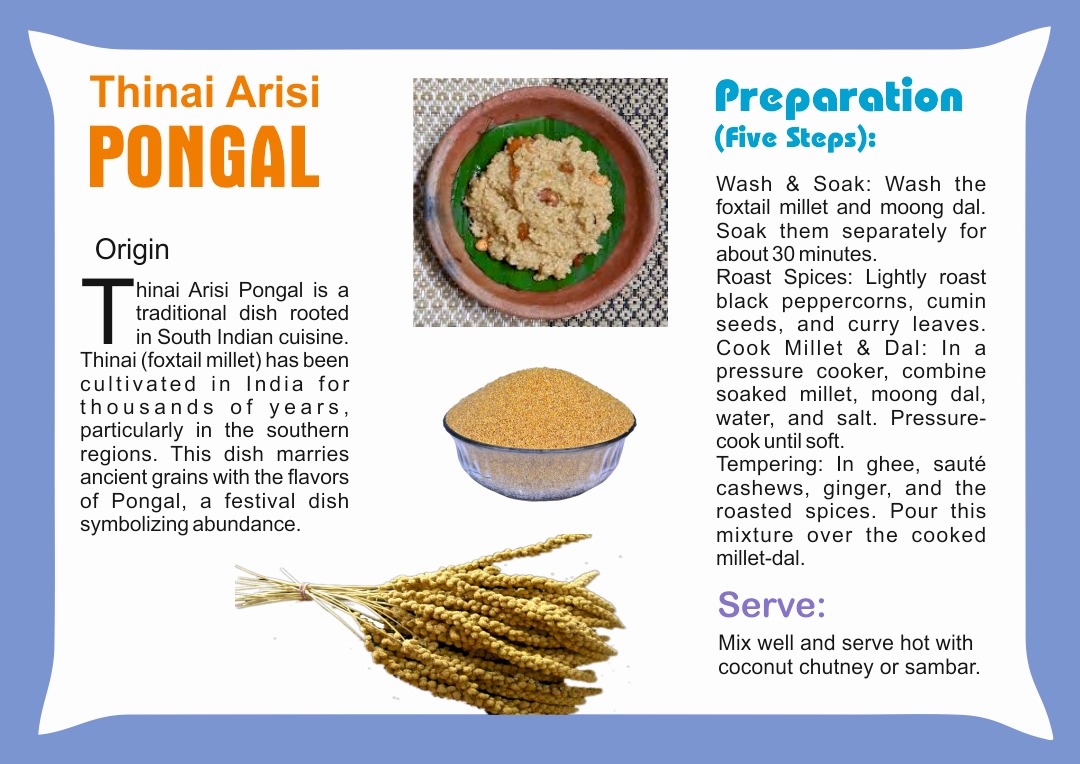 Thinai Arisi
PONGAL
Origin
Thinai Arisi Pongal is a
traditional dish rooted
in South Indian cuisine.
Thinai (foxtail millet) has been
cultivated in India for
thousands of years,
particularly in the southern
regions. This dish marries
ancient grains with the flavors
of Pongal, a festival dish
symbolizing abundance.
Preparation
(Five Steps):
Wash & Soak: Wash the
foxtail millet and moong dal.
Soak them separately for
about 30 minutes.
Roast Spices: Lightly roast
black peppercorns, cumin
seeds, and curry leaves.
Cook Millet & Dal: In a
pressure cooker, combine
soaked millet, moong dal,
water, and salt. Pressure-
cook until soft.
Tempering: In ghee, sauté
cashews, ginger, and the
roasted spices. Pour this
mixture over the cooked
millet-dal.
Serve:
Mix well and serve hot with
coconut chutney or sambar.